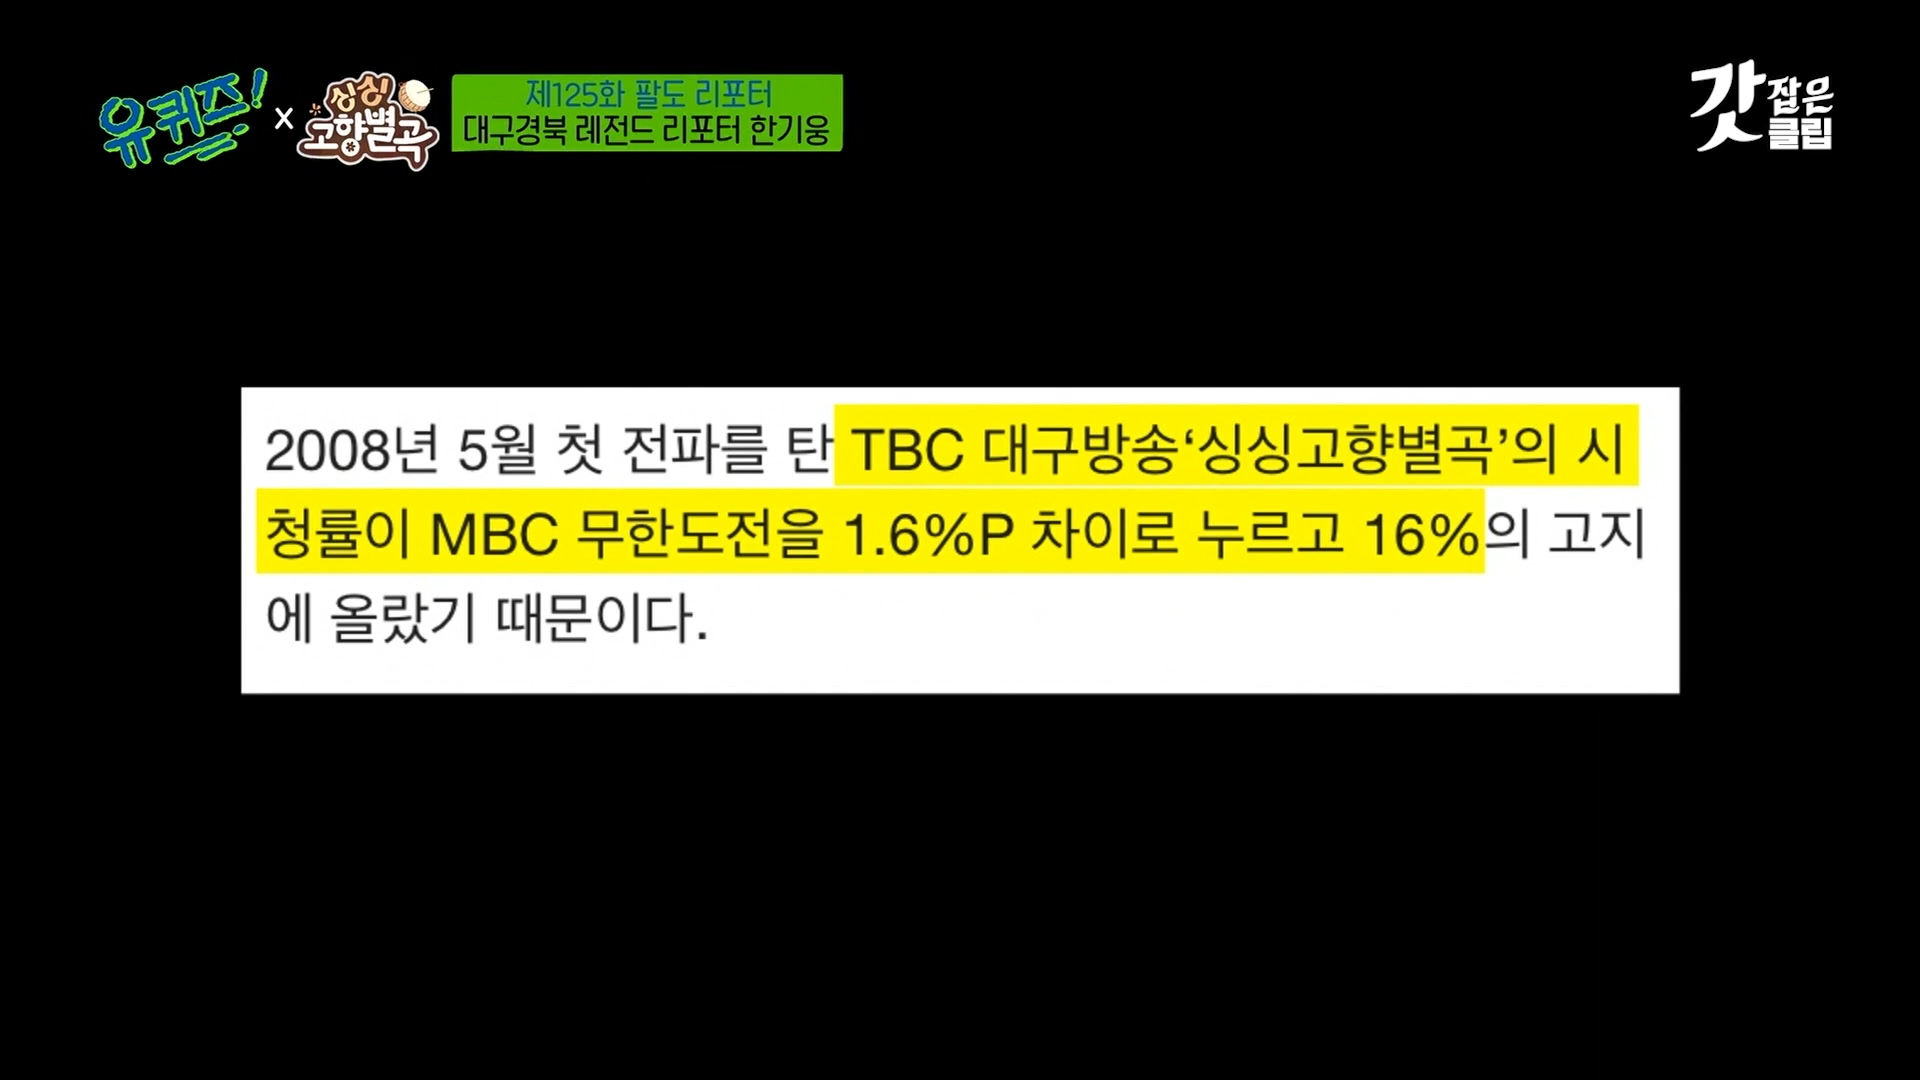 유퀴즈!
x
싱싱
고향별곡
제125화 팔도 리포터
대구경북 레전드 리포터 한기웅
갓잡은
클립
2008년 5월 첫 전파를 탄 TBC 대구방송‘싱싱고향별곡’의 시
청률이 MBC 무한도전을 1.6%P 차이로 누르고 16%의 고지
에 올랐기 때문이다.